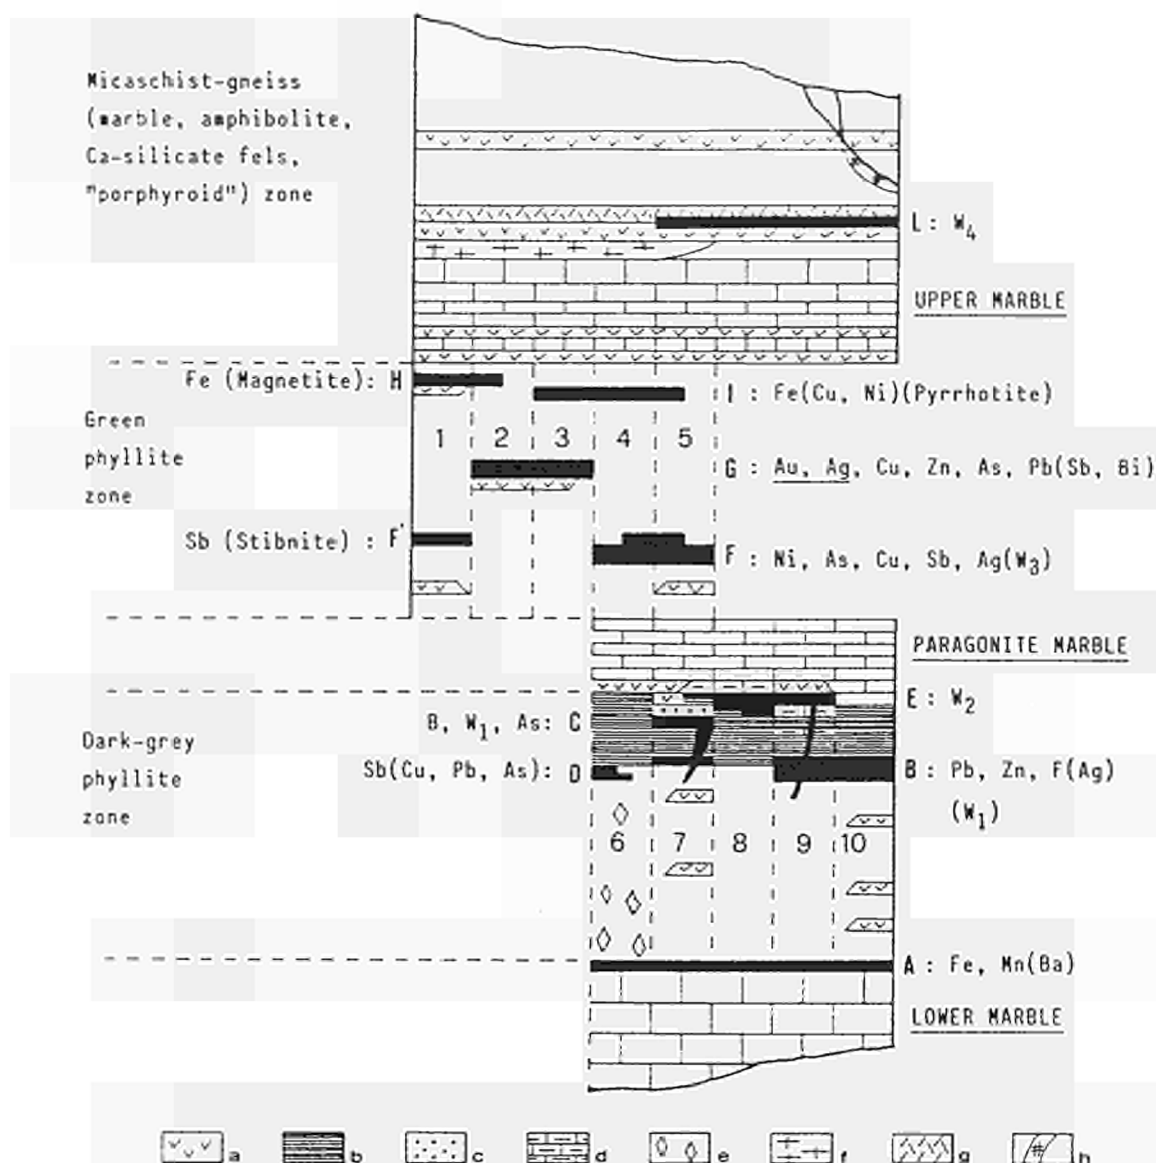 Micaschist-gneiss
(marble, amphibolite,
Ca-silicate fels,
"porphyroid") zone
L: W4
UPPER MARBLE
Fe (Magnetite): H
I : Fe(Cu, Ni)(Pyrrhotite)
Green
phyllite
zone
1 2 3 4 5
G : Au, Ag, Cu, Zn, As, Pb(Sb, Bi)
Sb (Stibnite) : F'
F : Ni, As, Cu, Sb, Ag(W3)
PARAGONITE MARBLE
E : W2
B, W1, As: C
Dark-grey
phyllite
zone
Sb(Cu, Pb, As): D
B : Pb, Zn, F(Ag)
(W1)
6 7 8 9 10
A : Fe, Mn(Ba)
LOWER MARBLE
a b c d e f g h